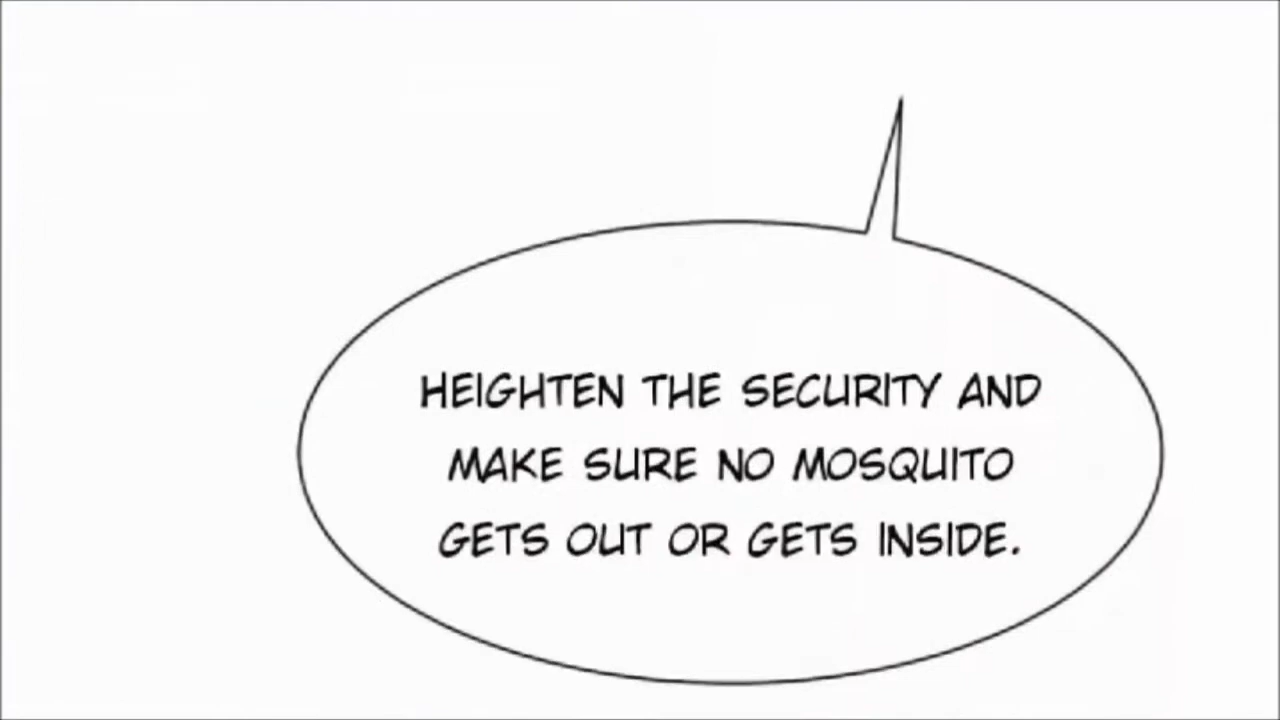 HEIGHTEN THE SECURITY AND
MAKE SURE NO MOSQUITO
GETS OUT OR GETS INSIDE.